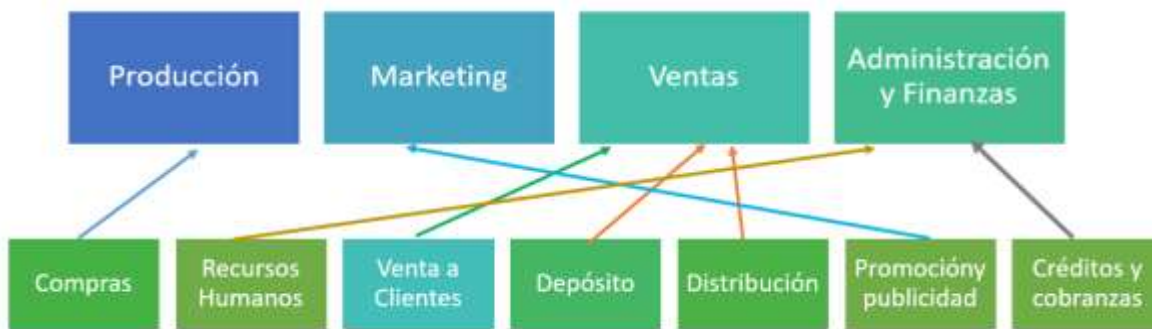 Producción
Marketing
Ventas
Administración
y Finanzas
Compras
Recursos
Humanos
Venta a
Clientes
Depósito
Distribución
Promocióny
publicidad
Créditos y
cobranzas